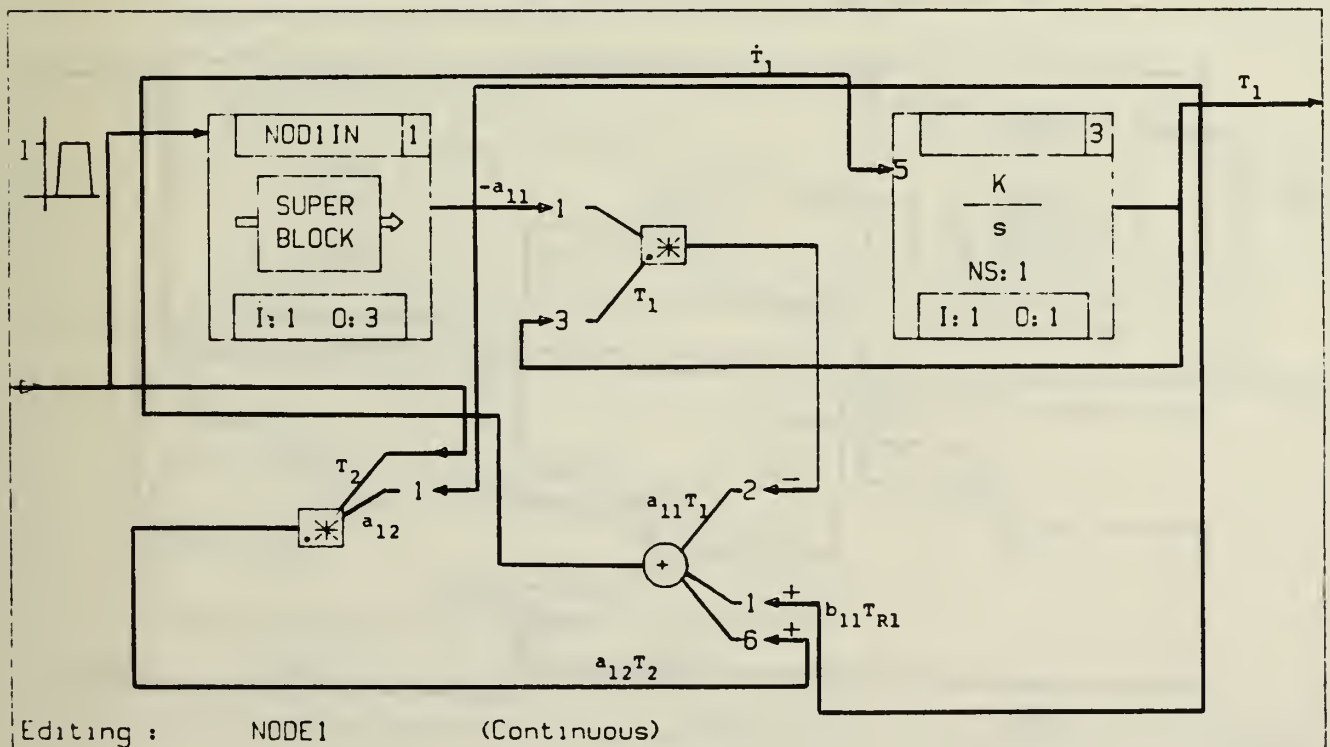 Ṫ₁
T₁
NOD1IN 1
3
1
5
-a₁₁
1
K
s
SUPER
BLOCK
.*
NS: 1
T₁
I: 1 O: 3
3
I: 1 O: 1
T₂
1
a₁₂
.*
a₁₁T₁
2
-
+
1
+
b₁₁T_R1
6
+
a₁₂T₂
Editing : NODE1 (Continuous)